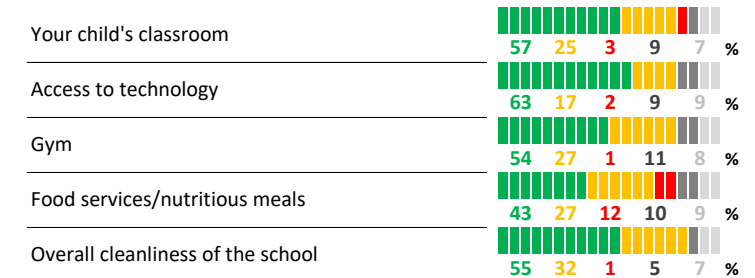 Your child's classroom
57 25 3 9 7 %
Access to technology
63 17 2 9 9 %
Gym
54 27 1 11 8 %
Food services/nutritious meals
43 27 12 10 9 %
Overall cleanliness of the school
55 32 1 5 7 %